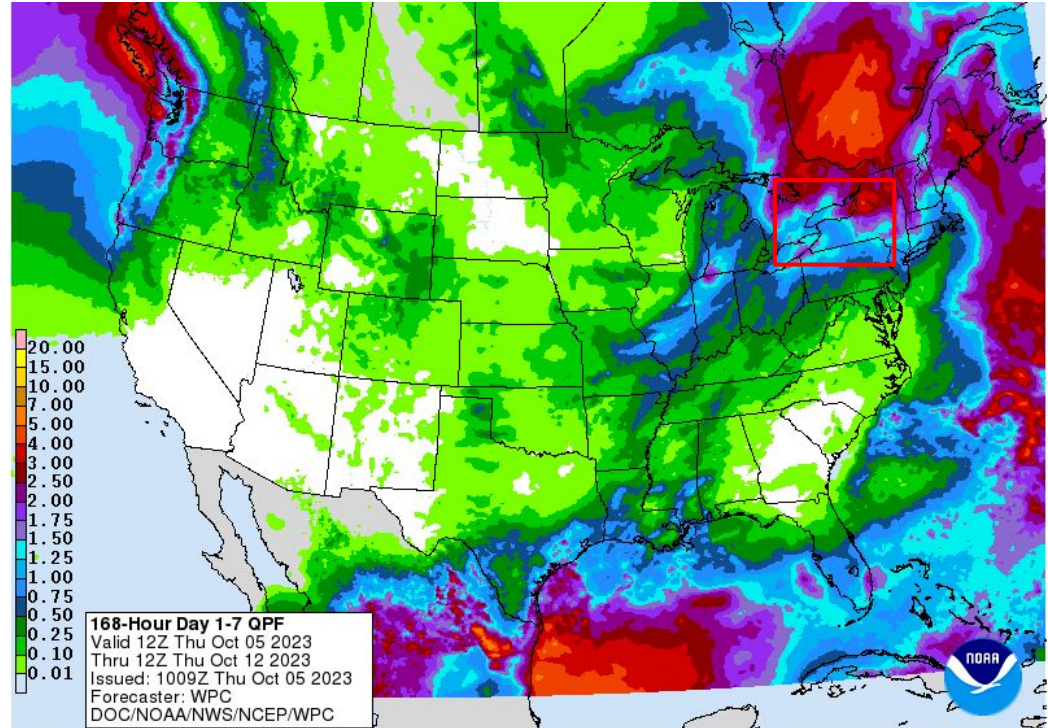 20.00
15.00
10.00
7.00
5.00
4.00
3.00
2.50
2.00
1.75
1.50
1.25
1.00
0.75
0.50
0.25
0.10
0.01
168-Hour Day 1-7 QPF
Valid 12Z Thu Oct 05 2023
Thru 12Z Thu Oct 12 2023
Issued: 1009Z Thu Oct 05 2023
Forecaster: WPC
DOC/NOAA/NWS/NCEP/WPC
NOAA